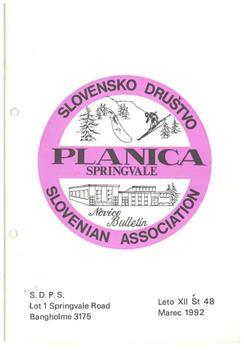 SLOVENSKO DRUŠTVO
PLANICA
SPRINGVALE
Novice
Bulletin
SLOVENIAN ASSOCIATION
S. D. P. S.
Lot 1 Springvale Road
Bangholme 3175
Leto XII Št 48
Marec 1992